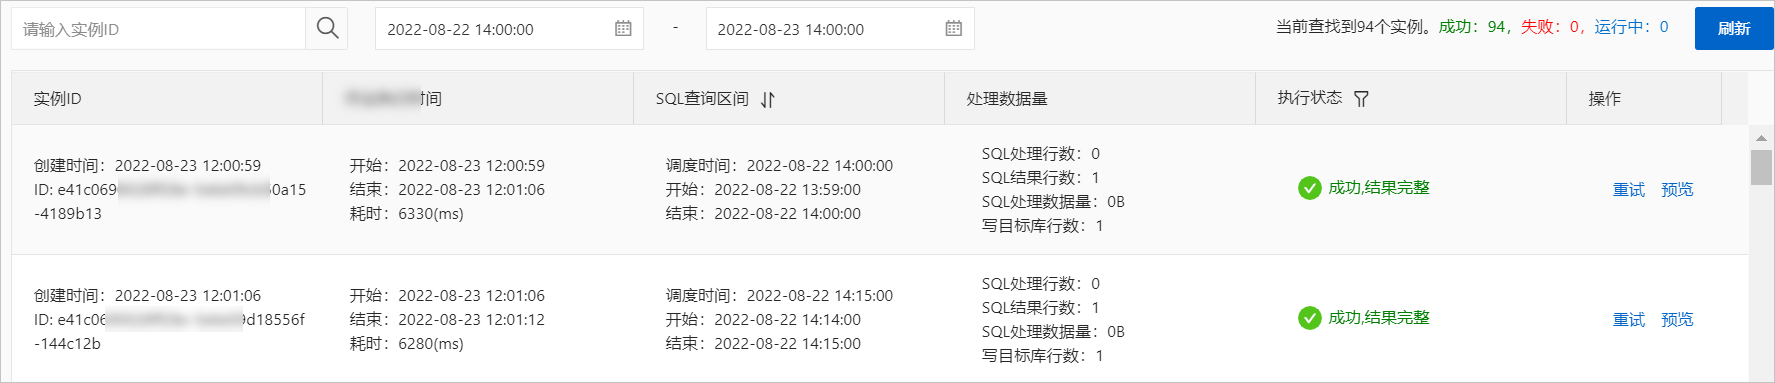 请输入实例ID
2022-08-22 14:00:00 - 2022-08-23 14:00:00
当前查找到94个实例。成功：94，失败：0，运行中：0
刷新
实例ID 时间 SQL查询区间 处理数据量 执行状态 操作
创建时间：2022-08-23 12:00:59
ID: e41c069 50a15
-4189b13
开始：2022-08-23 12:00:59
结束：2022-08-23 12:01:06
耗时：6330(ms)
调度时间：2022-08-22 14:00:00
开始：2022-08-22 13:59:00
结束：2022-08-22 14:00:00
SQL处理行数：0
SQL结果行数：1
SQL处理数据量：0B
写目标库行数：1
成功,结果完整
重试 预览
创建时间：2022-08-23 12:01:06
ID: e41c06 9d18556f
-144c12b
开始：2022-08-23 12:01:06
结束：2022-08-23 12:01:12
耗时：6280(ms)
调度时间：2022-08-22 14:15:00
开始：2022-08-22 14:14:00
结束：2022-08-22 14:15:00
SQL处理行数：0
SQL结果行数：1
SQL处理数据量：0B
写目标库行数：1
成功,结果完整
重试 预览